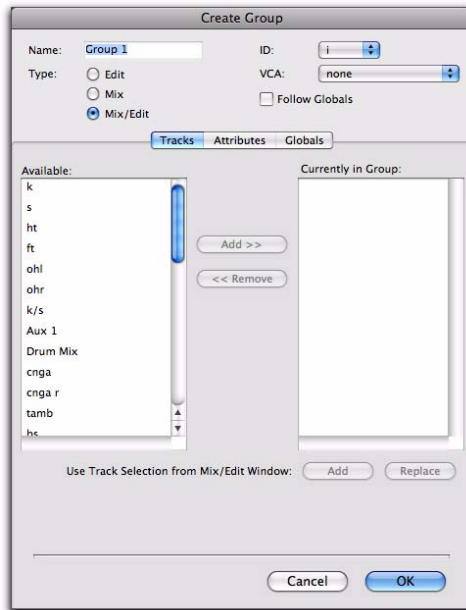 Create Group
Name: Group 1
ID: i
Type: Edit
VCA: none
Mix
Follow Globals
Mix/Edit
Tracks Attributes Globals
Available:
Currently in Group:
k
s
ht
ft
ohl
ohr
k/s
Aux 1
Drum Mix
cnga
cnga r
tamb
Add >>
<< Remove
Use Track Selection from Mix/Edit Window: Add Replace
Cancel OK